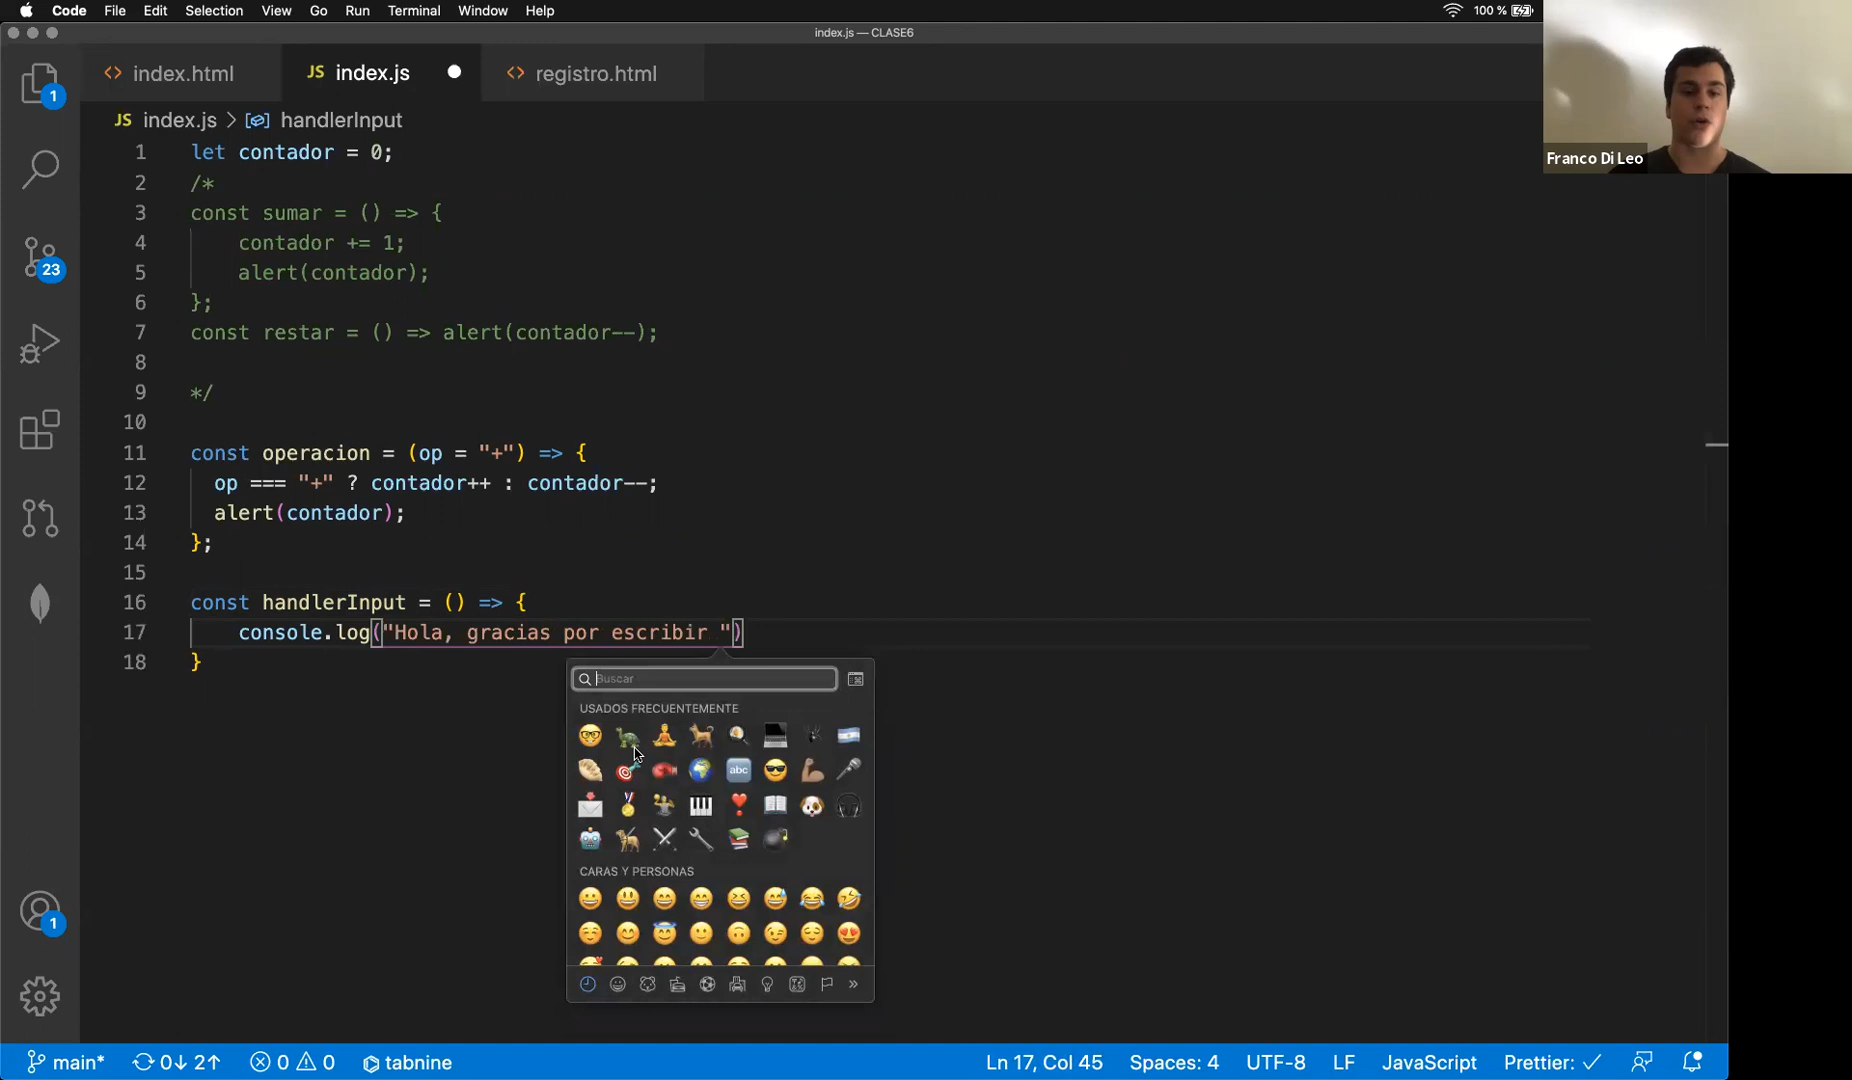 Code File Edit Selection View Go Run Terminal Window Help 100 %
index.js — CLASE6
index.html JS index.js registro.html
JS index.js > handlerInput
1 let contador = 0;
2 /*
3 const sumar = () => {
4 contador += 1;
5 alert(contador);
6 };
7 const restar = () => alert(contador--);
8
9 */
10
11 const operacion = (op = "+") => {
12 op === "+" ? contador++ : contador--;
13 alert(contador);
14 };
15
16 const handlerInput = () => {
17 console.log("Hola, gracias por escribir ")
18 }
Franco Di Leo
1
23
1
Buscar
USADOS FRECUENTEMENTE
abc
CARAS Y PERSONAS
main* 0↓ 2↑ 0 0 tabnine Ln 17, Col 45 Spaces: 4 UTF-8 LF JavaScript Prettier: ✓